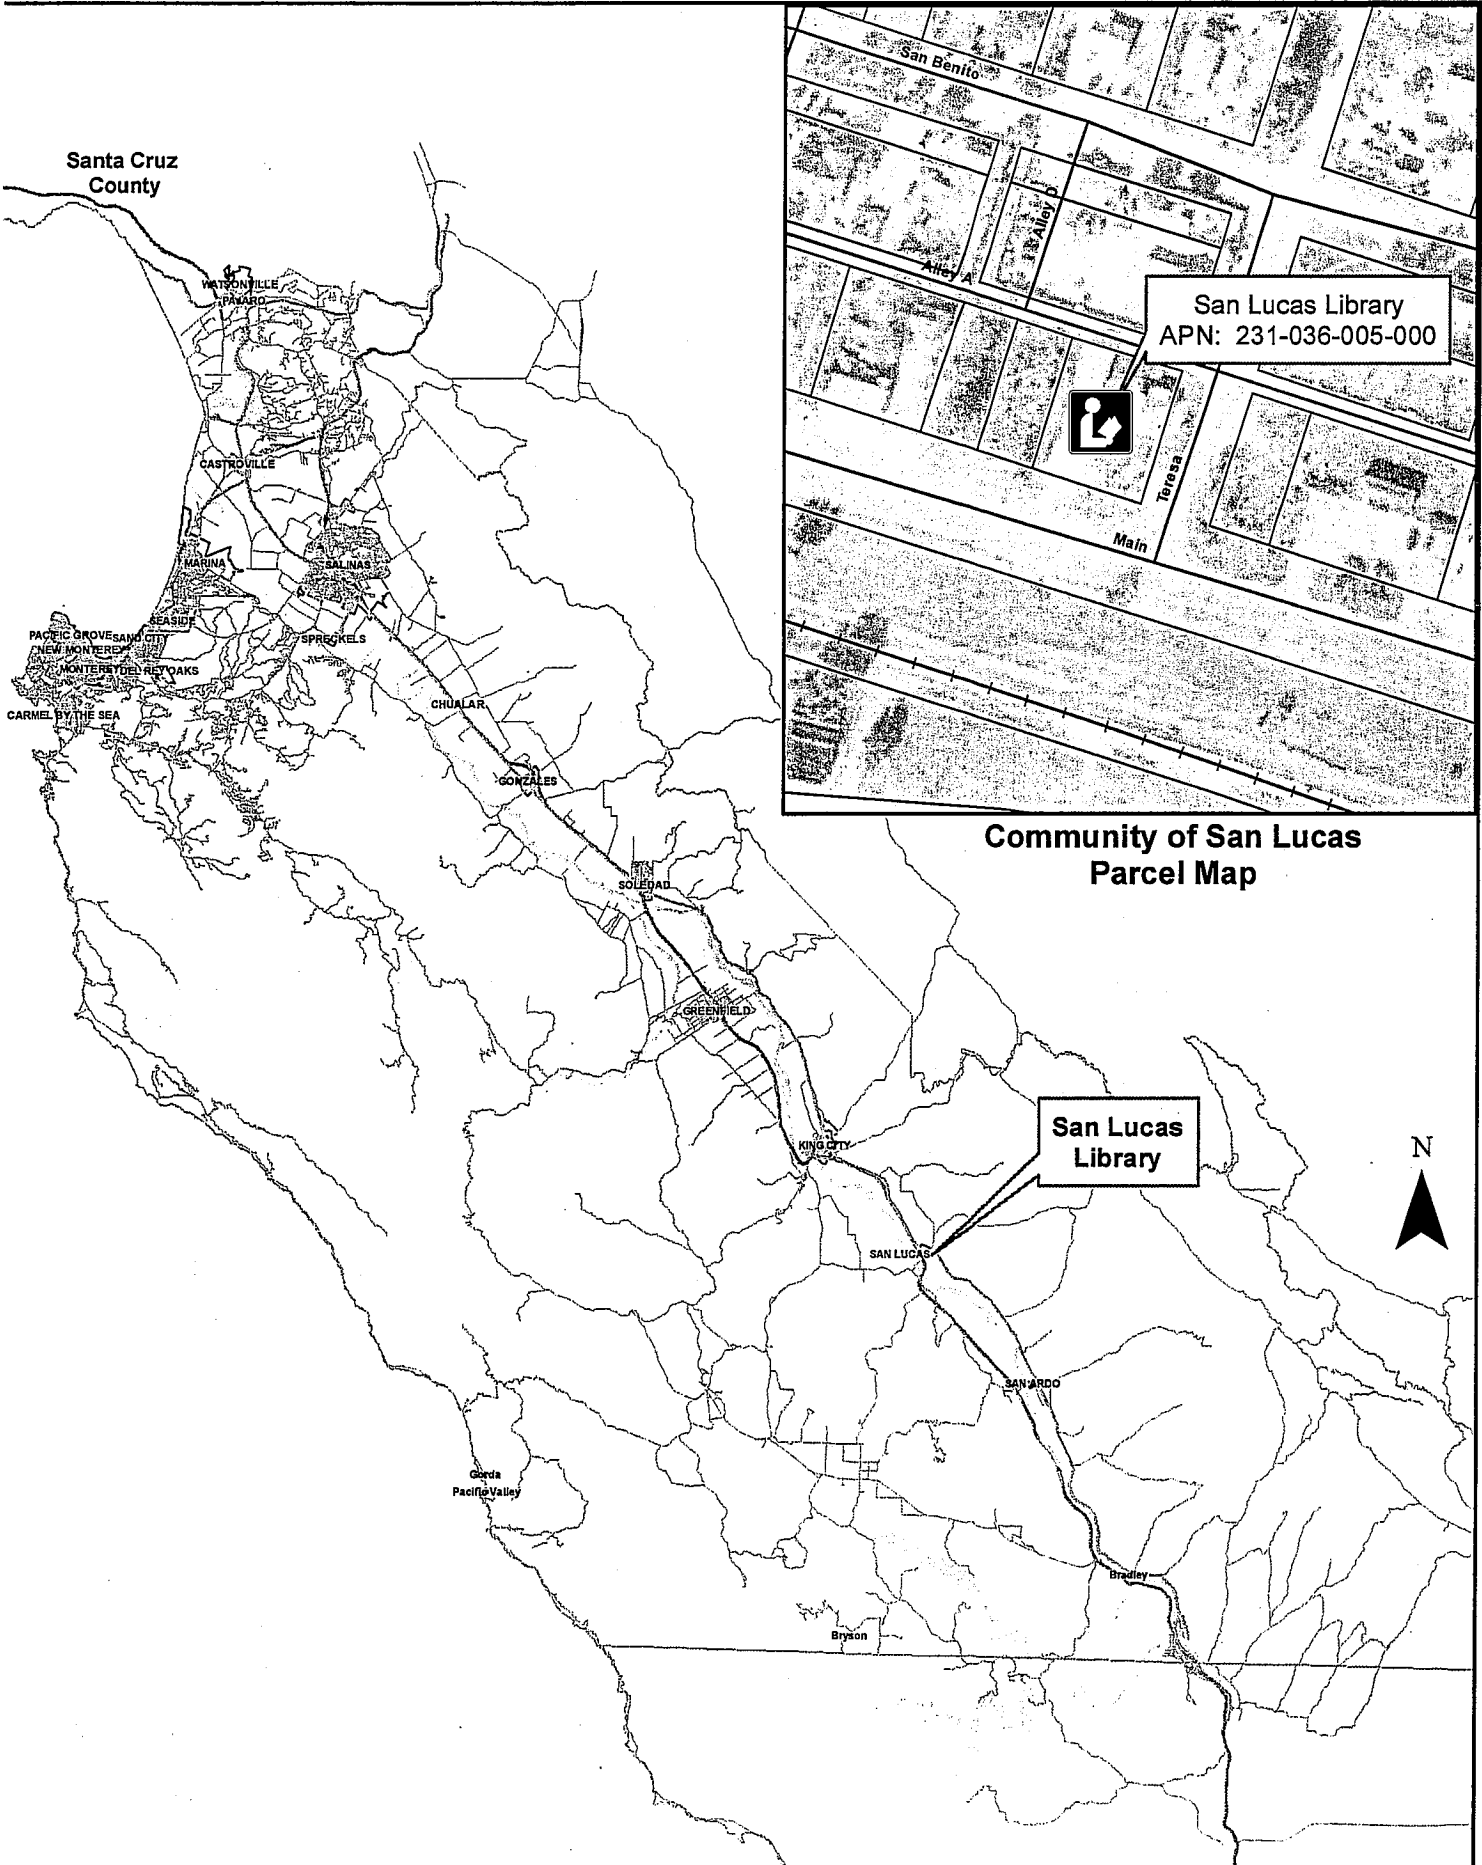 San Benito
Alley D
Alley A
San Lucas Library
APN: 231-036-005-000
Teresa
Main
Community of San Lucas
Parcel Map
Santa Cruz
County
WATSONVILLE
PAJARO
CASTROVILLE
MARINA
SALINAS
SEASIDE
PACIFIC GROVE
SAND CITY
NEW MONTEREY
SPRECKELS
MONTEREY
DEL REY OAKS
CARMEL BY THE SEA
CHUALAR
GONZALES
SOLEDAD
GREENFIELD
KING CITY
San Lucas
Library
N
SAN LUCAS
SAN ARDO
Gorda
Pacific Valley
Bradley
Bryson